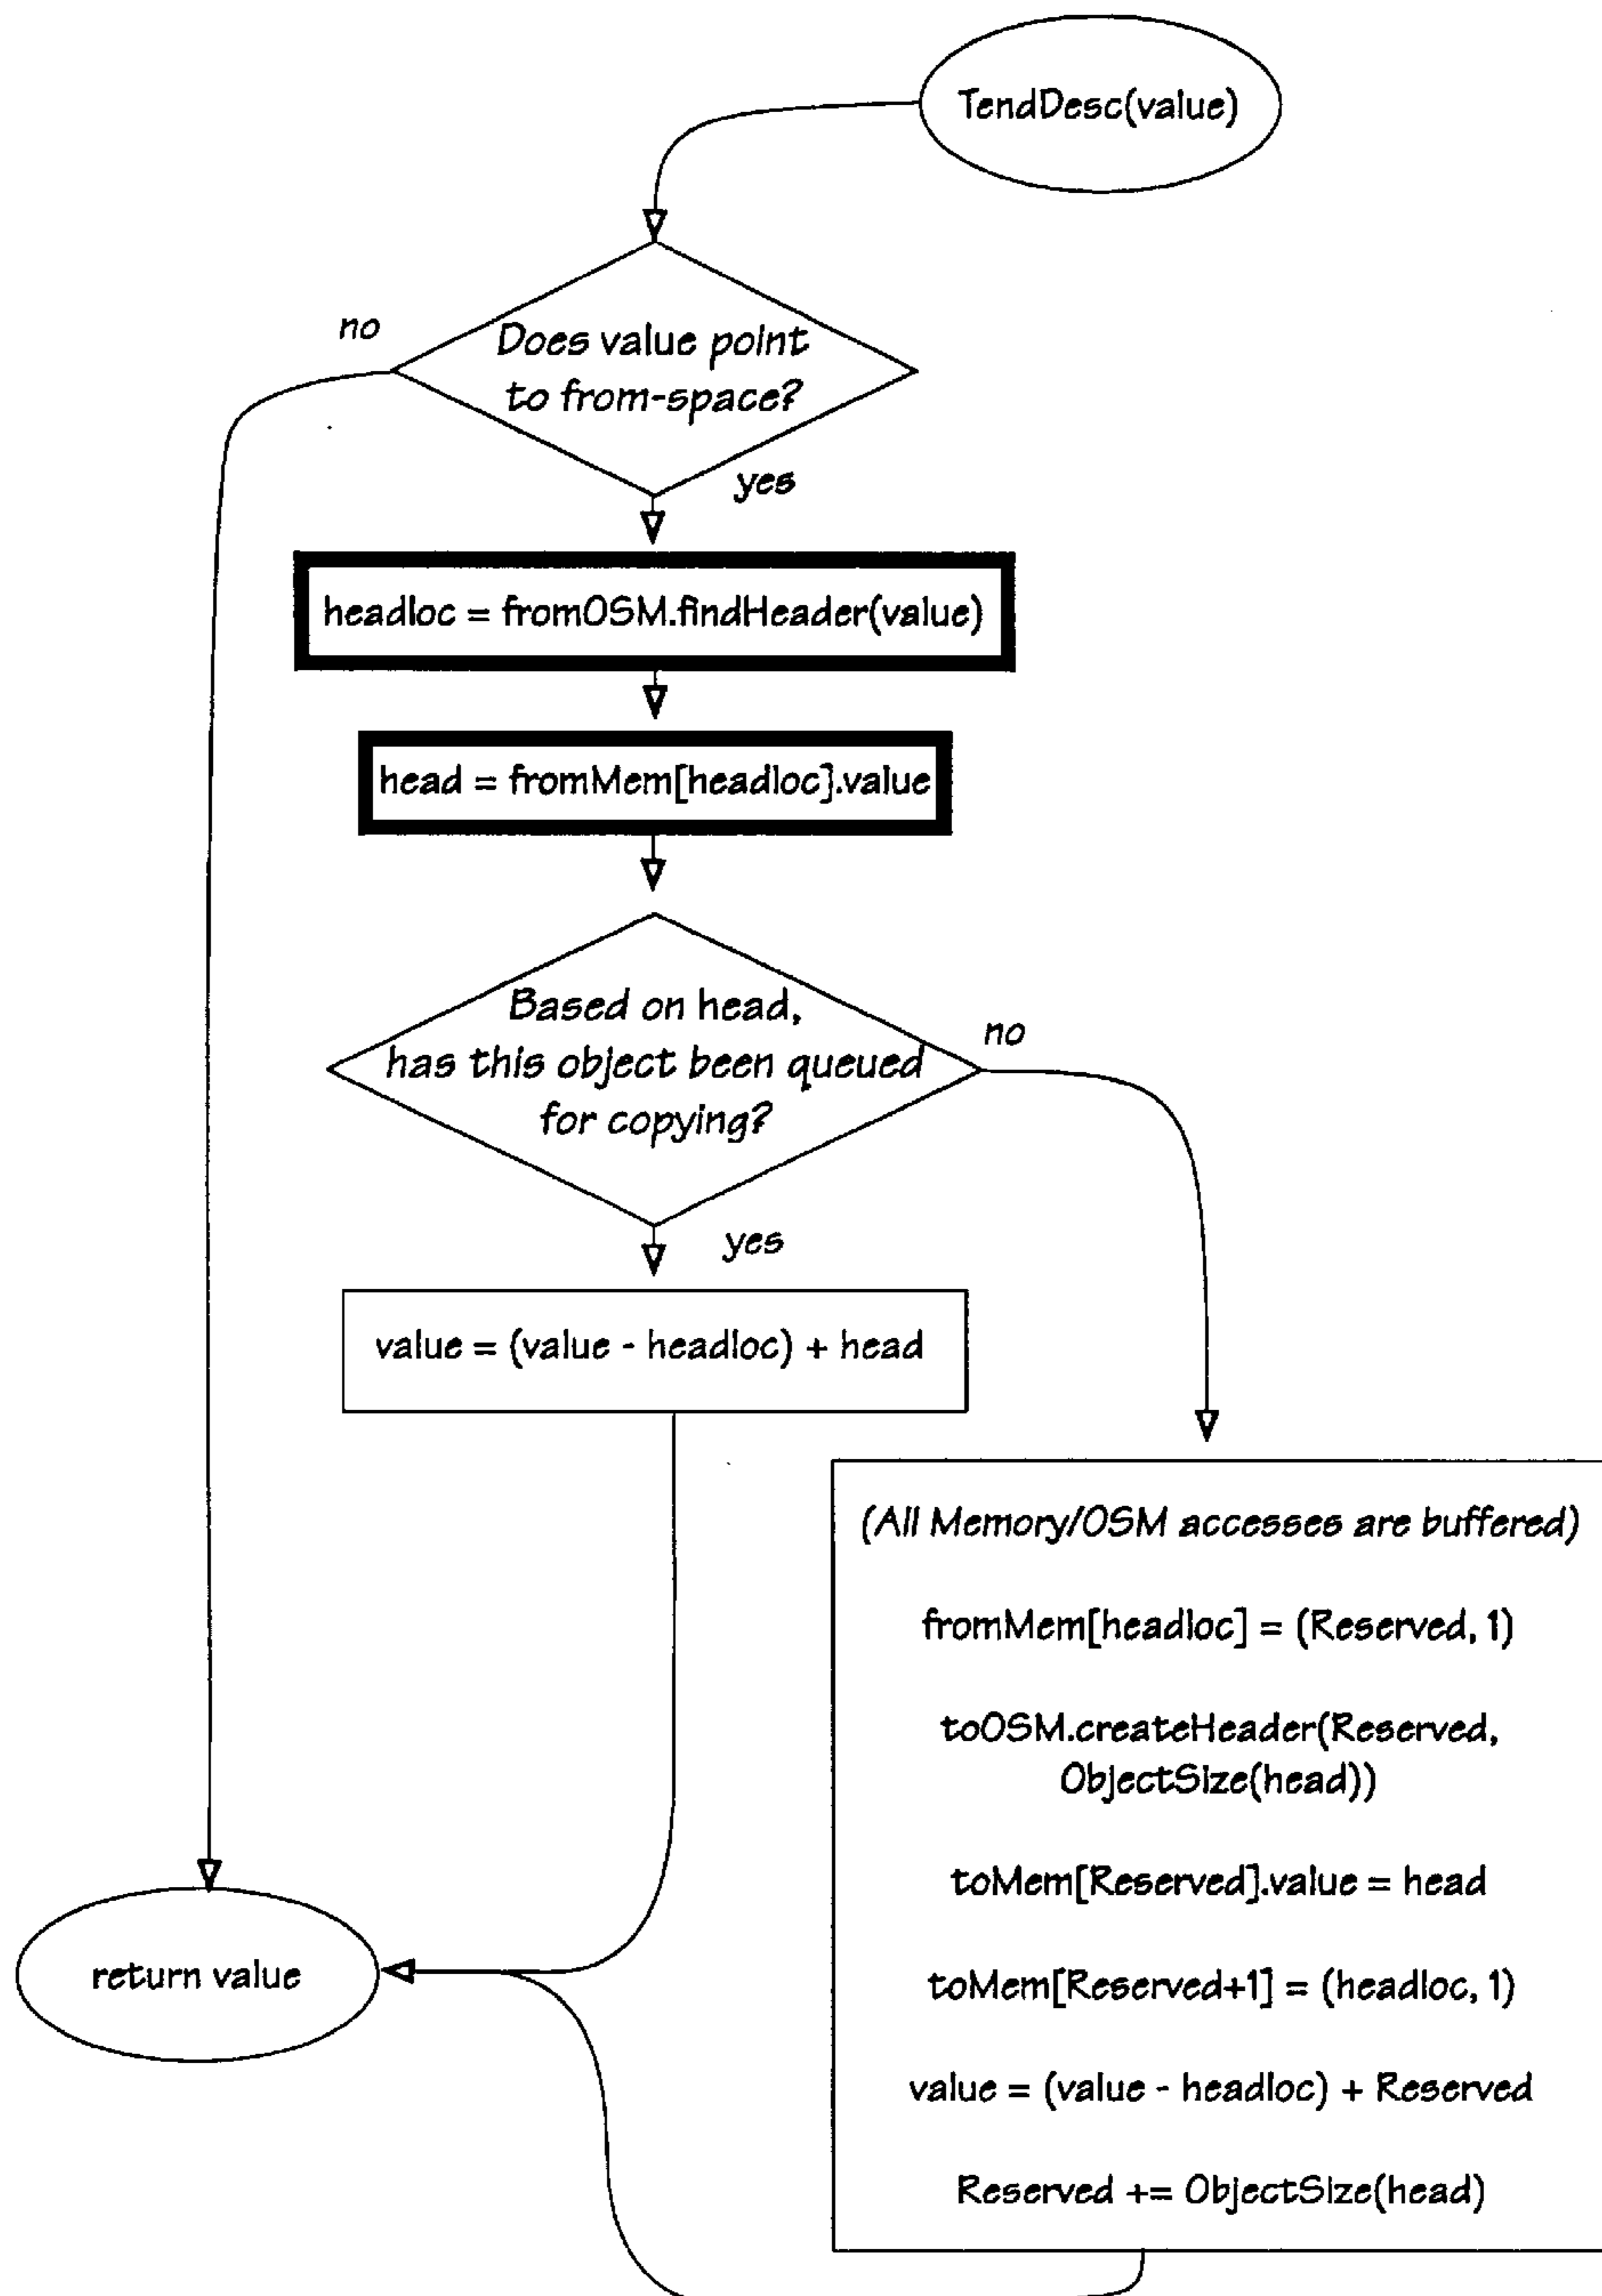 TendDesc(value)
no
Does value point
to from-space?
yes
headloc = fromOSM.findHeader(value)
head = fromMem[headloc].value
Based on head,
has this object been queued
for copying?
no
yes
value = (value - headloc) + head
(All Memory/OSM accesses are buffered)
fromMem[headloc] = (Reserved, 1)
toOSM.createHeader(Reserved,
ObjectSize(head))
toMem[Reserved].value = head
toMem[Reserved+1] = (headloc, 1)
value = (value - headloc) + Reserved
Reserved += ObjectSize(head)
return value